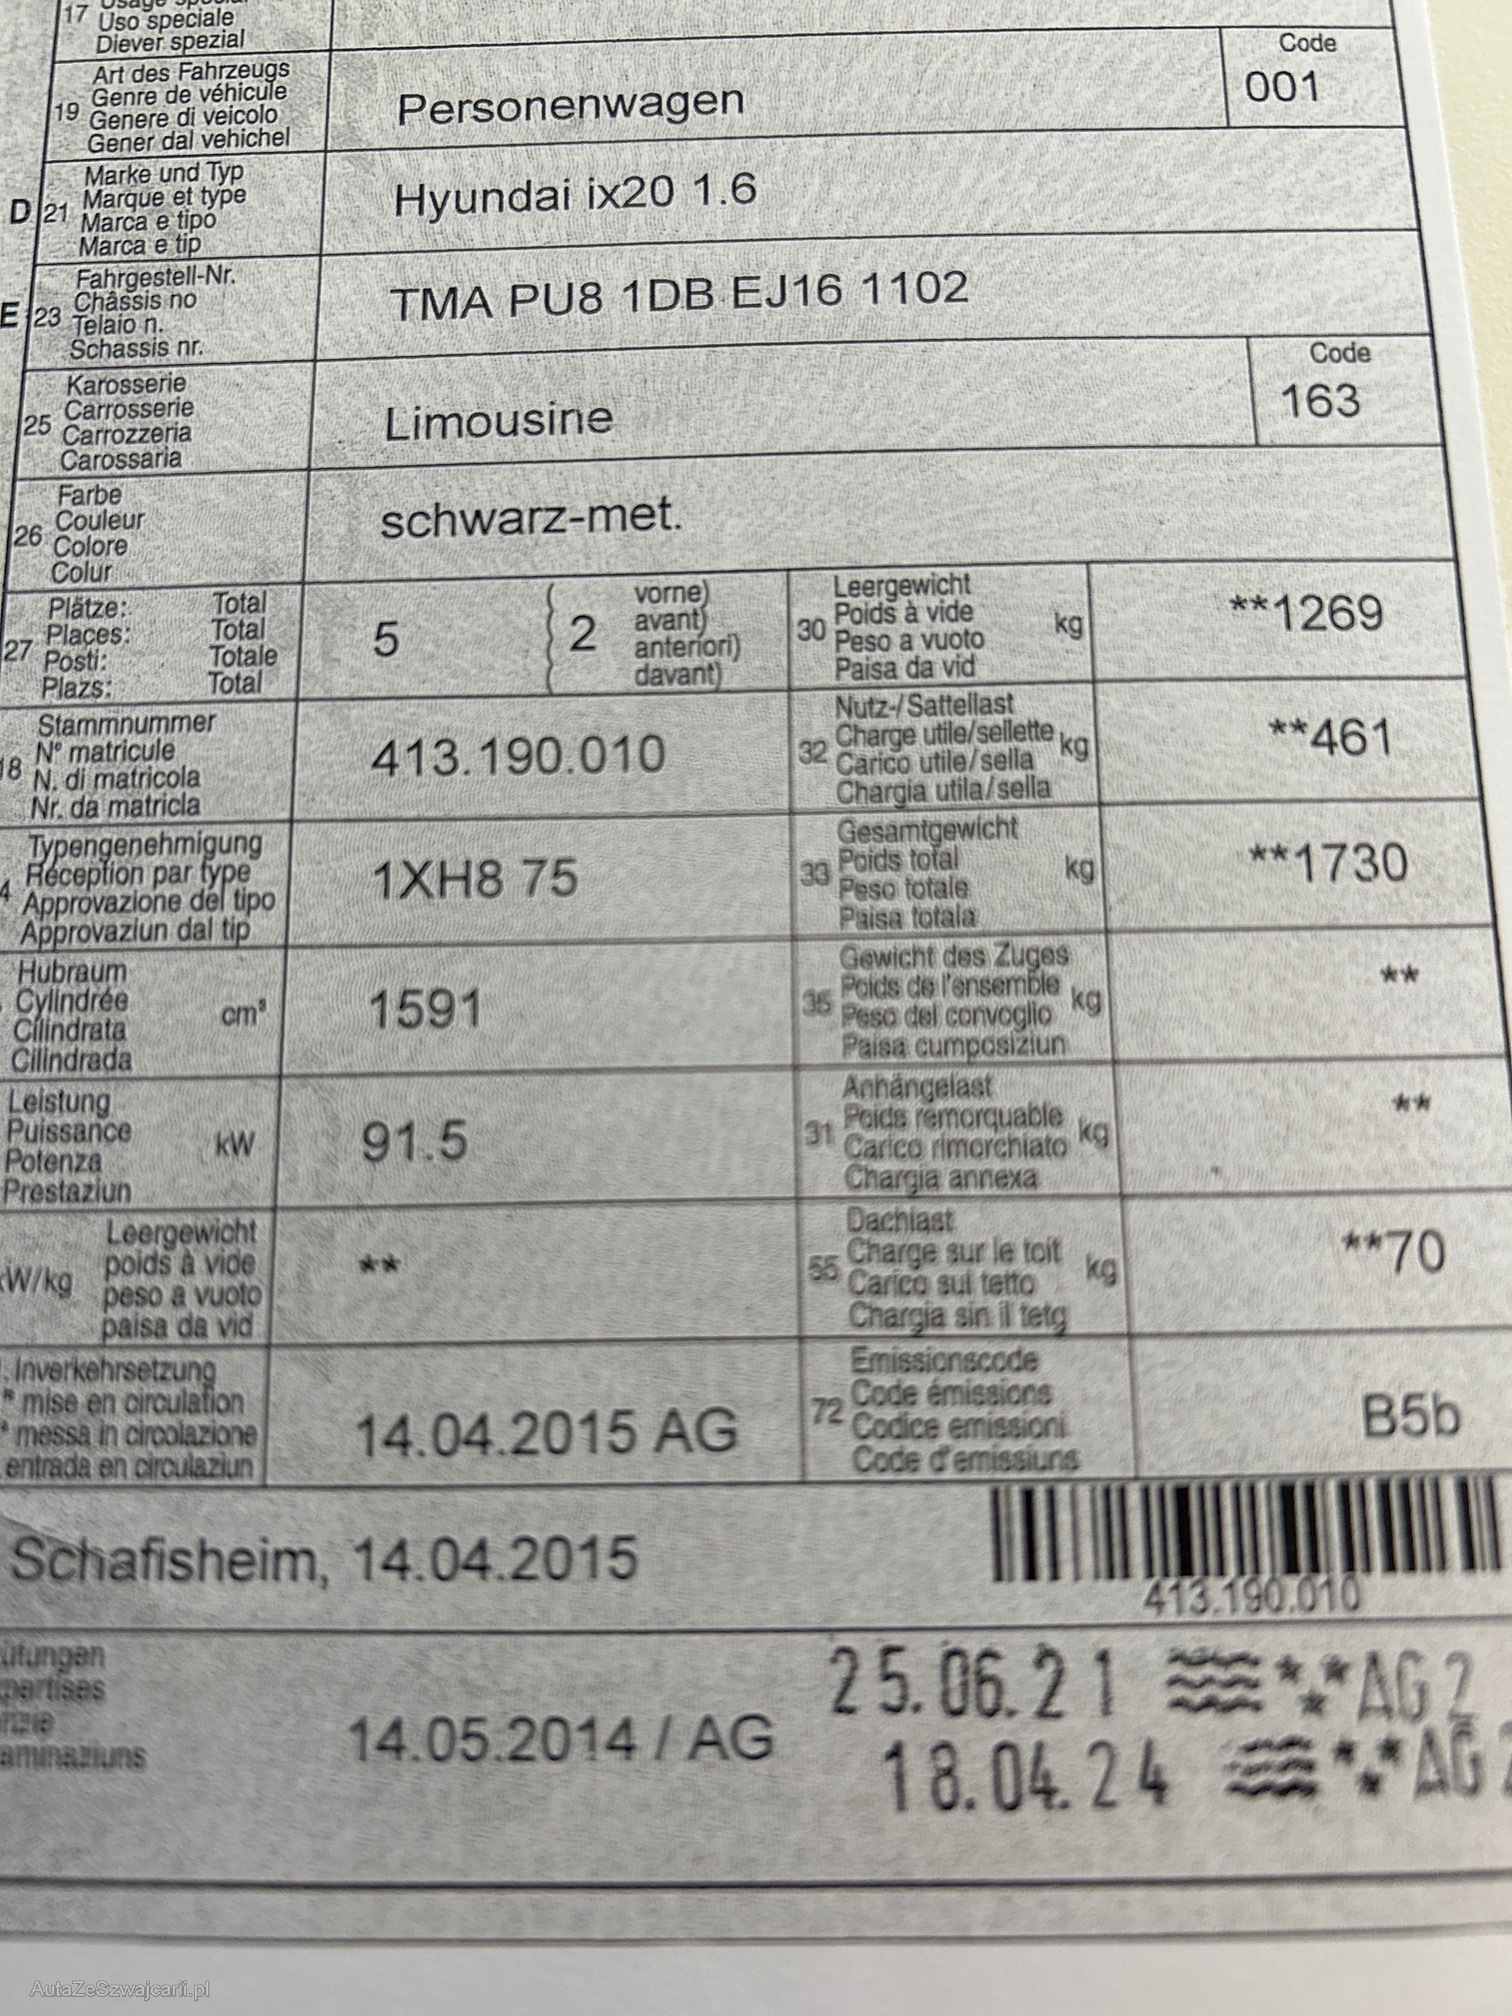 17 Usage spécial
Uso speciale
Diever spezial
Code
19 Art des Fahrzeugs
Genre de véhicule
Genere di veicolo
Gener dal vehichel
Personenwagen
001
D 21 Marke und Typ
Marque et type
Marca e tipo
Marca e tip
Hyundai ix20 1.6
E 23 Fahrgestell-Nr.
Châssis no
Telaio n.
Schassis nr.
TMA PU8 1DB EJ16 1102
Code
25 Karosserie
Carrosserie
Carrozzeria
Carossaria
Limousine
163
26 Farbe
Couleur
Colore
Colur
schwarz-met.
27 Plätze: Total
Places: Total
Posti: Totale
Plazs: Total
5
2
vorne)
avant)
anteriori)
davant)
30 Leergewicht
Poids à vide
Peso a vuoto
Paisa da vid
kg
**1269
18 Stammnummer
N° matricule
N. di matricola
Nr. da matricla
413.190.010
32 Nutz-/Sattellast
Charge utile/sellette
Carico utile/sella
Chargia utila/sella
kg
**461
4 Typengenehmigung
Réception par type
Approvazione del tipo
Approvaziun dal tip
1XH8 75
33 Gesamtgewicht
Poids total
Peso totale
Paisa totala
kg
**1730
Hubraum
Cylindrée
Cilindrata
Cilindrada
cm³
1591
35 Gewicht des Zuges
Poids de l'ensemble
Peso del convoglio
Paisa cumposiziun
kg
**
Leistung
Puissance
Potenza
Prestaziun
kW
91.5
31 Anhängelast
Poids remorquable
Carico rimorchiato
Chargia annexa
kg
**
kW/kg
Leergewicht
poids à vide
peso a vuoto
paisa da vid
**
55 Dachlast
Charge sur le toit
Carico sul tetto
Chargia sin il tetg
kg
**70
. Inverkehrsetzung
mise en circulation
messa in circolazione
entrada en circulaziun
14.04.2015 AG
72 Emissionscode
Code émissions
Codice emissioni
Code d'emissiuns
B5b
Schafisheim, 14.04.2015
413.190.010
14.05.2014 / AG
25.06.21 AG 2
18.04.24 AG 2
AutaZeSzwajcarii.pl